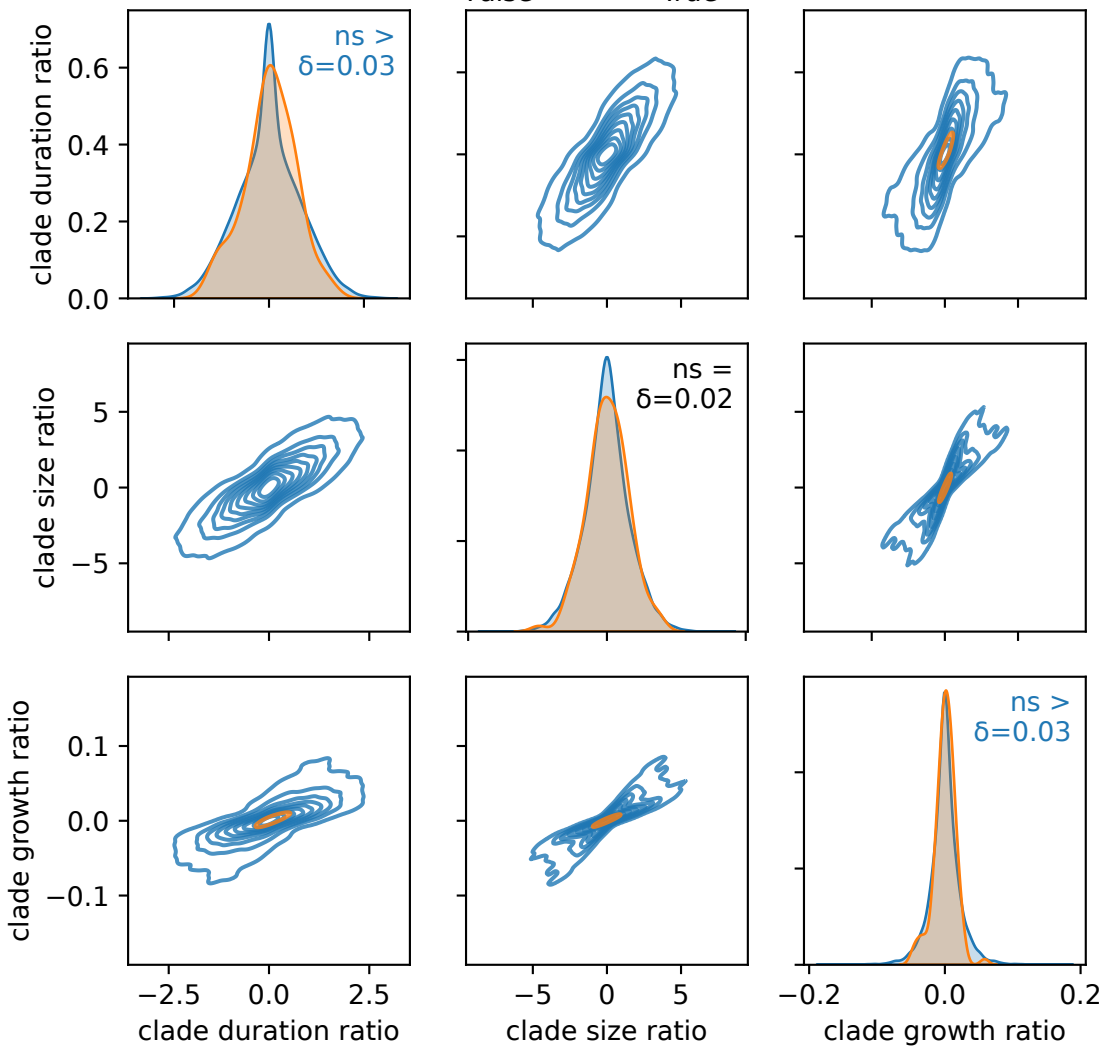 ns >
δ=0.03
0.6
0.4
0.2
0.0
clade duration ratio
ns =
δ=0.02
5
0
−5
clade size ratio
ns >
δ=0.03
0.1
0.0
−0.1
clade growth ratio
−2.5 0.0 2.5
−5 0 5
−0.2 0.0 0.2
clade duration ratio
clade size ratio
clade growth ratio